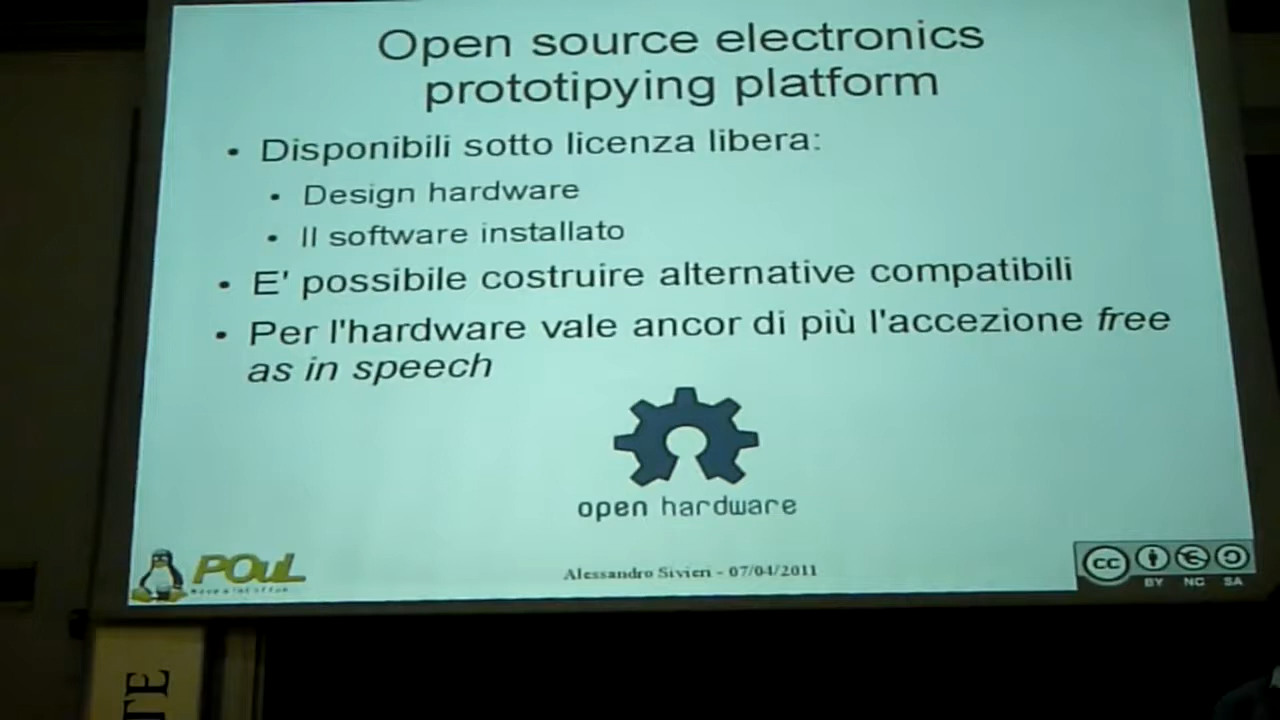 Open source electronics
prototipying platform
• Disponibili sotto licenza libera:
• Design hardware
• Il software installato
• E' possibile costruire alternative compatibili
• Per l'hardware vale ancor di più l'accezione free
as in speech
open hardware
POuL
Alessandro Sivieri - 07/04/2011
cc
BY NC SA
TE